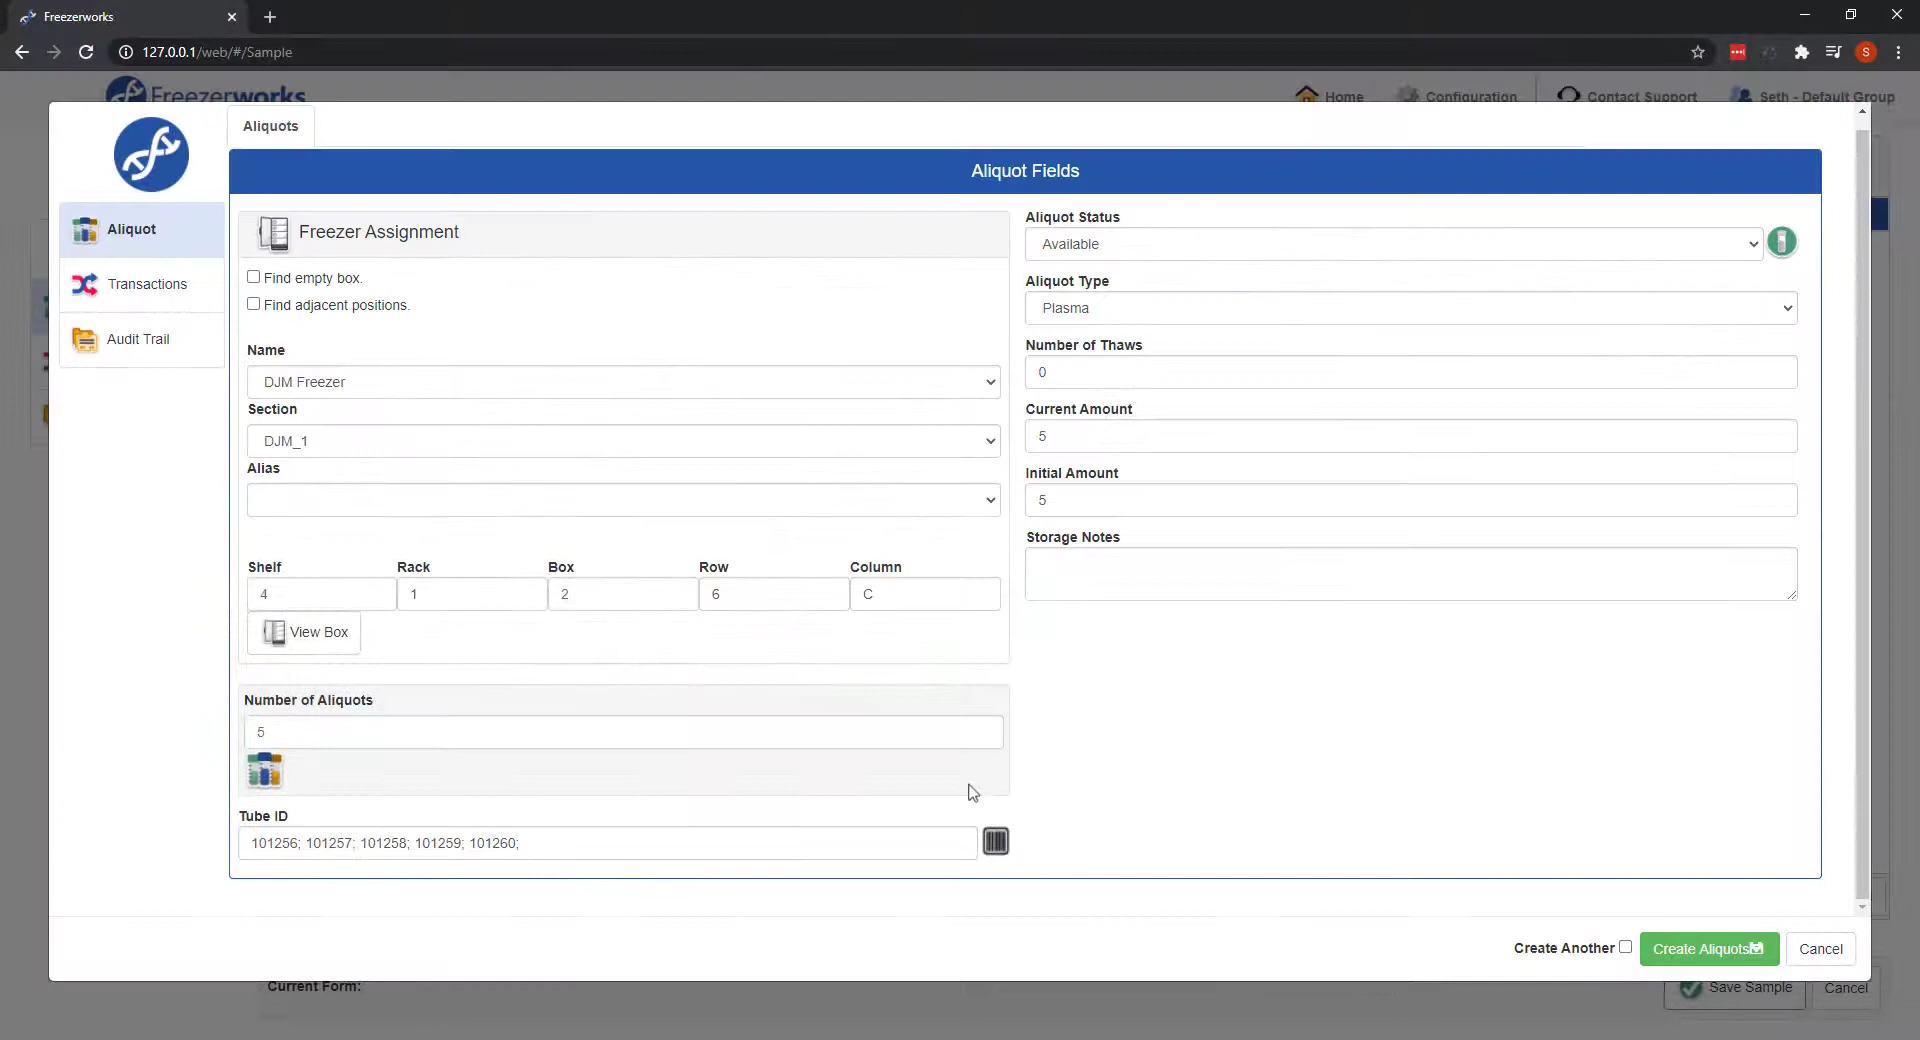 Freezerworks
127.0.0.1/web/#/Sample
S
Freezerworks
Home
Configuration
Contact Support
Seth - Default Group
Aliquots
Aliquot Fields
Aliquot
Transactions
Audit Trail
Freezer Assignment
Find empty box.
Find adjacent positions.
Name
DJM Freezer
Section
DJM_1
Alias
Shelf Rack Box Row Column
4 1 2 6 C
View Box
Number of Aliquots
5
Tube ID
101256; 101257; 101258; 101259; 101260;
Aliquot Status
Available
Aliquot Type
Plasma
Number of Thaws
0
Current Amount
5
Initial Amount
5
Storage Notes
Create Another
Create Aliquots
Cancel
Current Form:
Save Sample
Cancel